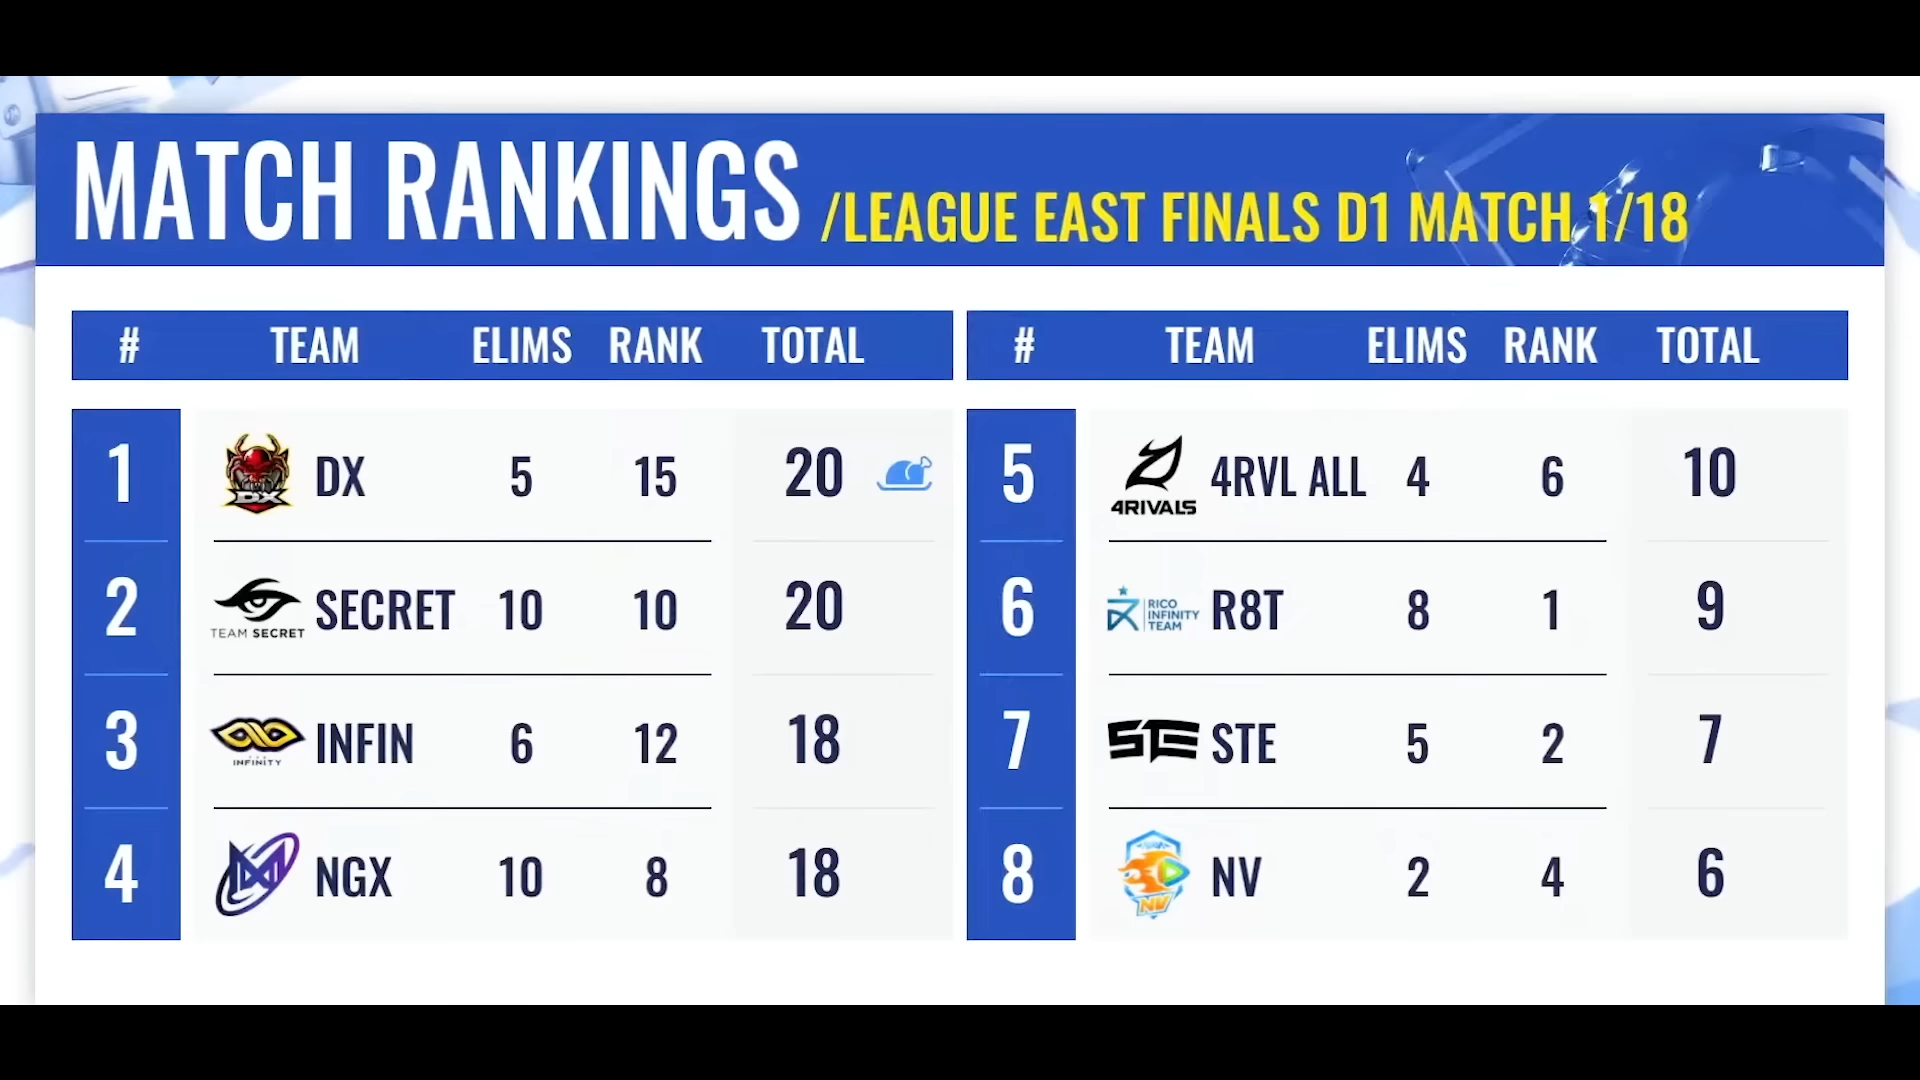 MATCH RANKINGS /LEAGUE EAST FINALS D1 MATCH 1/18
# TEAM ELIMS RANK TOTAL
1 DX DX 5 15 20
2 TEAM SECRET SECRET 10 10 20
3 INFINITY INFIN 6 12 18
4 NGX 10 8 18
# TEAM ELIMS RANK TOTAL
5 4RIVALS 4RVL ALL 4 6 10
6 RICO INFINITY TEAM R8T 8 1 9
7 STE STE 5 2 7
8 NV NV 2 4 6